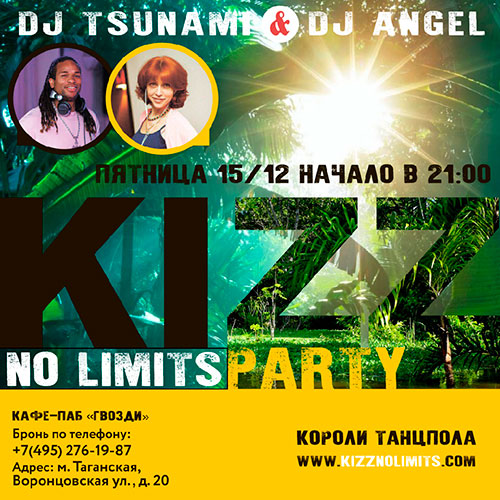 DJ TSUNAMI & DJ ANGEL
ПЯТНИЦА 15/12 НАЧАЛО В 21:00
KIZZ
NO LIMITS PARTY
КАФЕ-ПАБ «ГВОЗДИ»
Бронь по телефону:
+7(495) 276-19-87
Адрес: м. Таганская,
Воронцовская ул., д. 20
КОРОЛИ ТАНЦПОЛА
WWW.KIZZNOLIMITS.COM